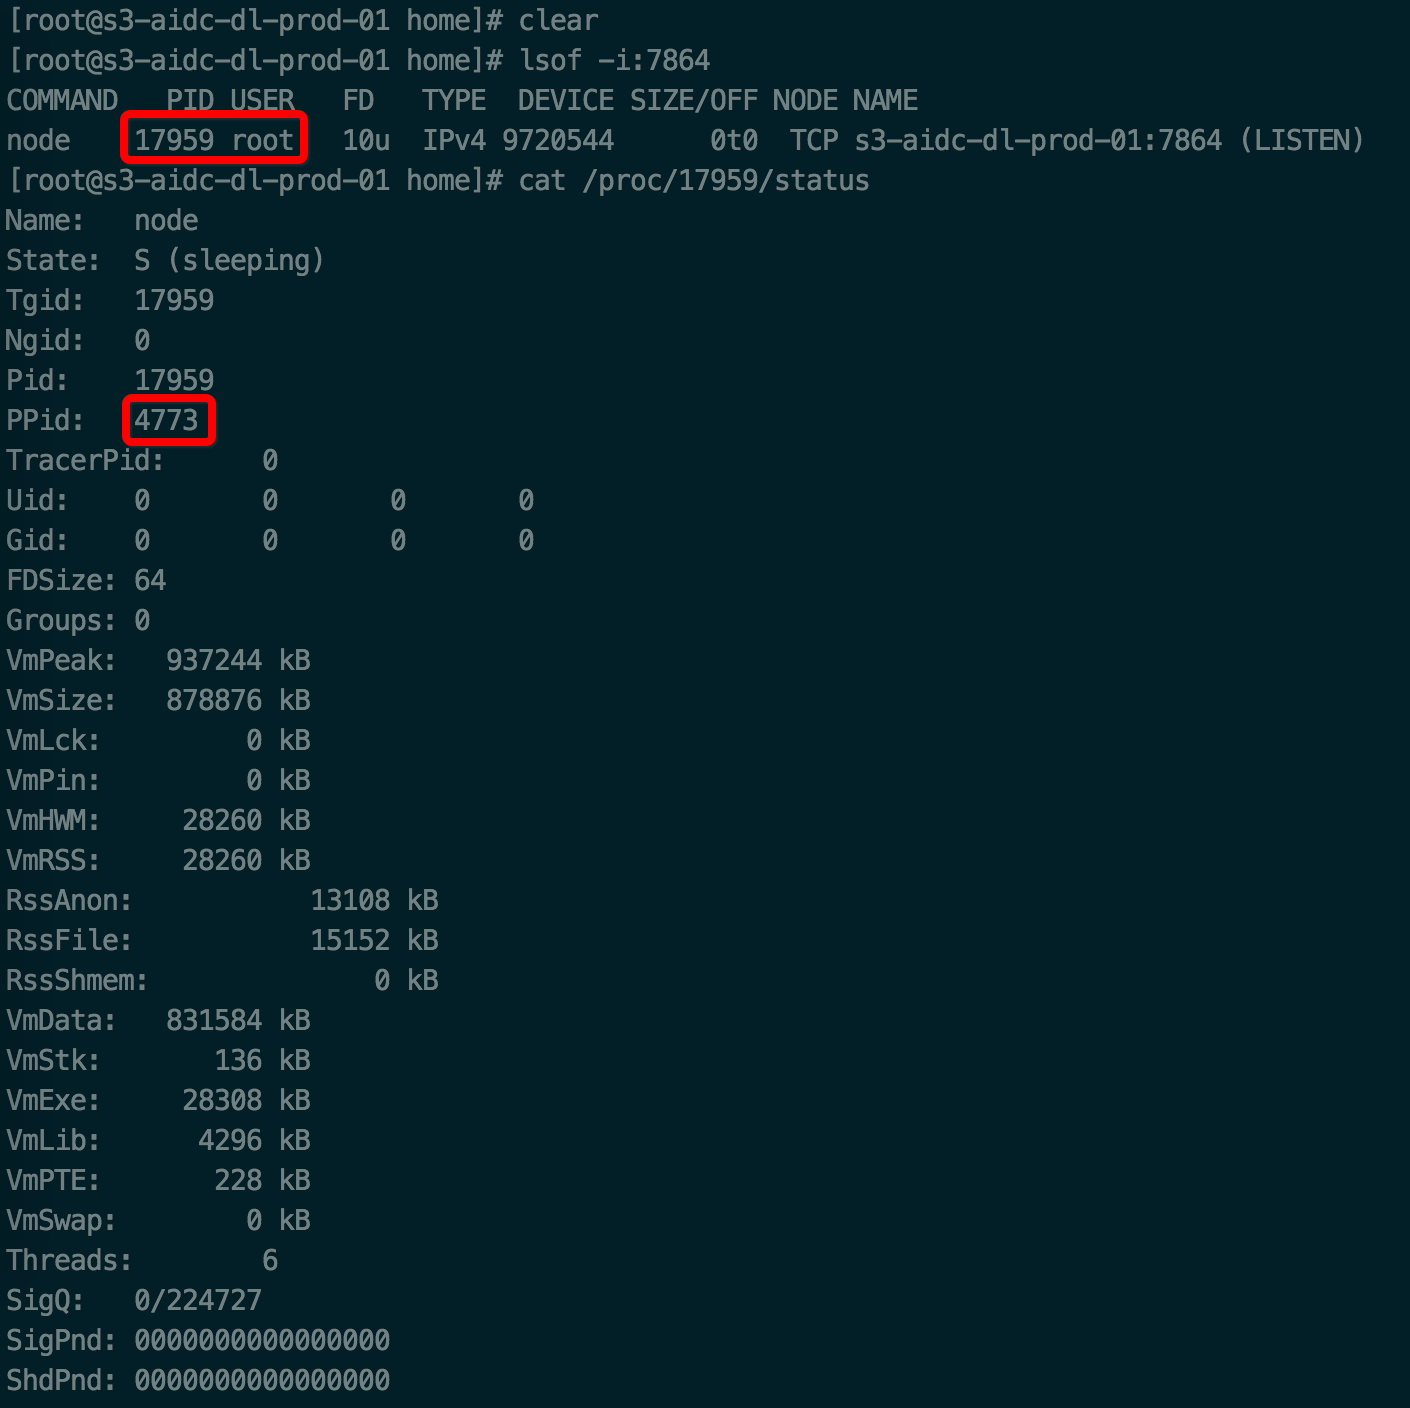 [root@s3-aidc-dl-prod-01 home]# clear
[root@s3-aidc-dl-prod-01 home]# lsof -i:7864
COMMAND   PID USER   FD   TYPE  DEVICE SIZE/OFF NODE NAME
node    17959 root   10u  IPv4 9720544      0t0  TCP s3-aidc-dl-prod-01:7864 (LISTEN)
[root@s3-aidc-dl-prod-01 home]# cat /proc/17959/status
Name:   node
State:  S (sleeping)
Tgid:   17959
Ngid:   0
Pid:    17959
PPid:   4773
TracerPid:      0
Uid:    0       0       0       0
Gid:    0       0       0       0
FDSize: 64
Groups: 0
VmPeak:   937244 kB
VmSize:   878876 kB
VmLck:         0 kB
VmPin:         0 kB
VmHWM:     28260 kB
VmRSS:     28260 kB
RssAnon:           13108 kB
RssFile:           15152 kB
RssShmem:              0 kB
VmData:   831584 kB
VmStk:       136 kB
VmExe:     28308 kB
VmLib:      4296 kB
VmPTE:       228 kB
VmSwap:        0 kB
Threads:        6
SigQ:   0/224727
SigPnd: 0000000000000000
ShdPnd: 0000000000000000